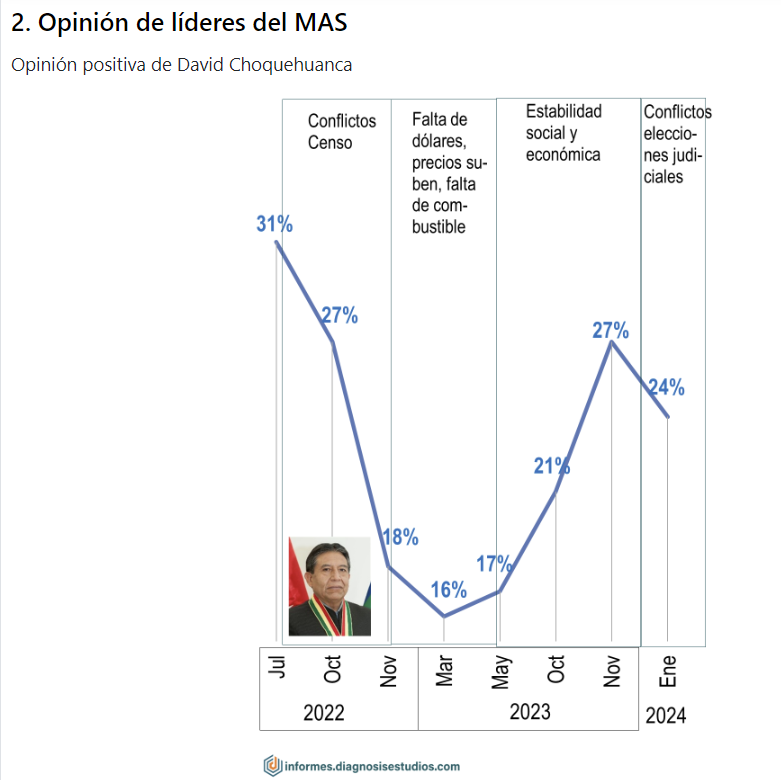 2. Opinión de líderes del MAS
Opinión positiva de David Choquehuanca
Conflictos
Censo
Falta de
dólares,
precios su-
ben, falta
de com-
bustible
Estabilidad
social y
económica
Conflictos
eleccio-
nes judi-
ciales
31%
27%
18%
16%
17%
21%
27%
24%
Jul
Oct
Nov
Mar
May
Oct
Nov
Ene
2022
2023
2024
informes.diagnosisestudios.com